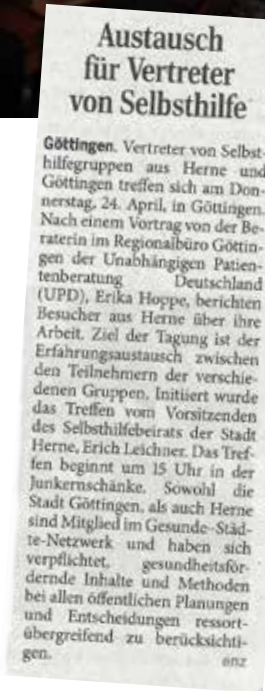 Austausch
für Vertreter
von Selbsthilfe
Göttingen. Vertreter von Selbst-
hilfegruppen aus Herne und
Göttingen treffen sich am Don-
nerstag, 24. April, in Göttingen.
Nach einem Vortrag von der Be-
raterin im Regionalbüro Göttin-
gen der Unabhängigen Patien-
tenberatung Deutschland
(UPD), Erika Hoppe, berichten
Besucher aus Herne über ihre
Arbeit. Ziel der Tagung ist der
Erfahrungsaustausch zwischen
den Teilnehmern der verschie-
denen Gruppen. Initiiert wurde
das Treffen vom Vorsitzenden
des Selbsthilfebeirats der Stadt
Herne, Erich Leichner. Das Tref-
fen beginnt um 15 Uhr in der
Junkernschänke. Sowohl die
Stadt Göttingen, als auch Herne
sind Mitglied im Gesunde-Städ-
te-Netzwerk und haben sich
verpflichtet, gesundheitsför-
dernde Inhalte und Methoden
bei allen öffentlichen Planungen
und Entscheidungen ressort-
übergreifend zu berücksichti-
gen. enz